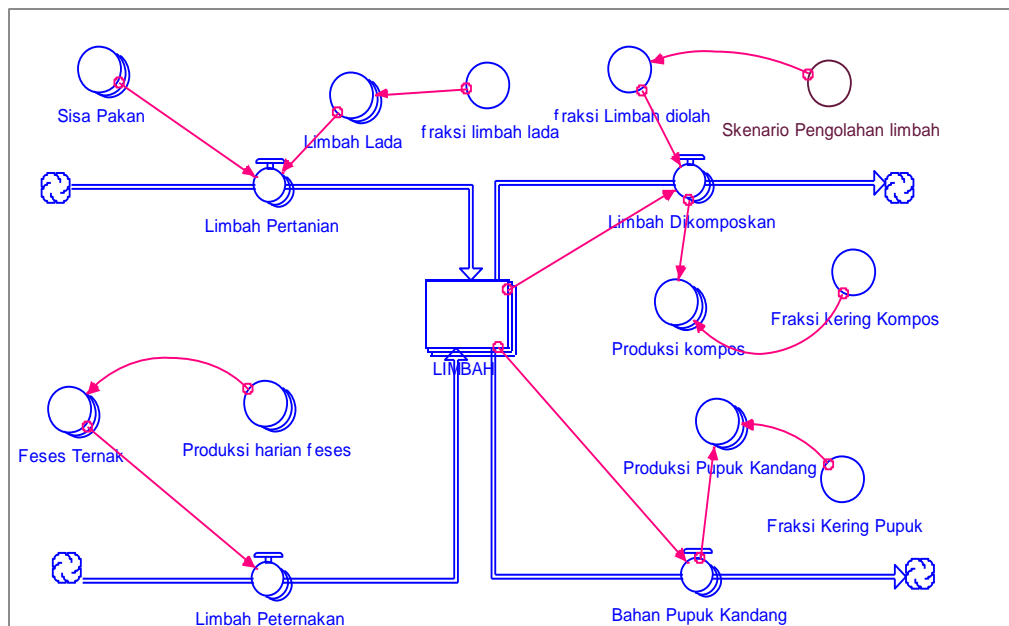 Sisa Pakan
Limbah Lada
fraksi limbah lada
fraksi Limbah diolah
Skenario Pengolahan limbah
Limbah Pertanian
Limbah Dikomposkan
Fraksi kering Kompos
Produksi kompos
LIMBAH
Feses Ternak
Produksi harian feses
Produksi Pupuk Kandang
Fraksi Kering Pupuk
Limbah Peternakan
Bahan Pupuk Kandang